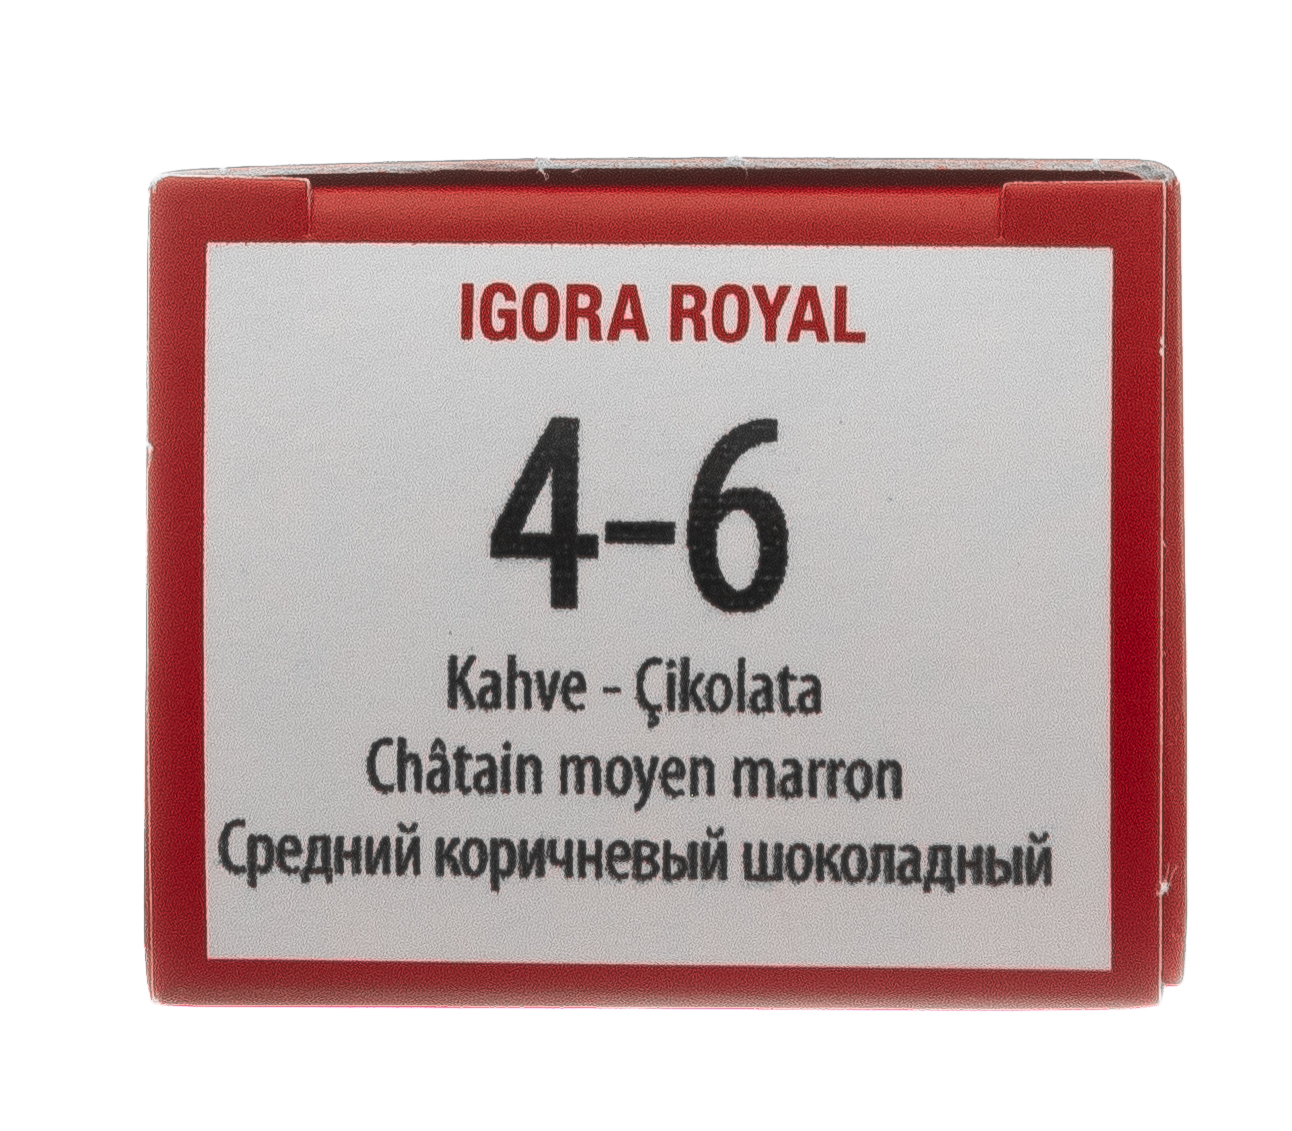 IGORA ROYAL
4–6
Kahve - Çikolata
Châtain moyen marron
Средний коричневый шоколадный